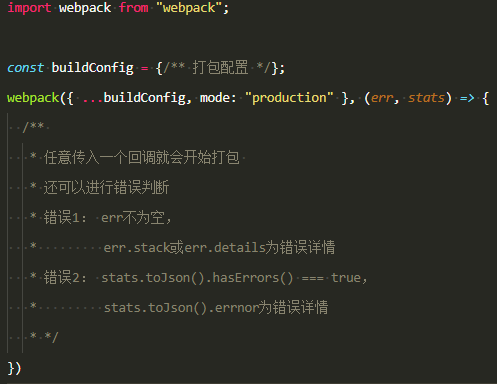 import webpack from "webpack";
const buildConfig = {/** 打包配置 */};
webpack({ ...buildConfig, mode: "production" }, (err, stats) => {
/**
* 任意传入一个回调就会开始打包
* 还可以进行错误判断
* 错误1: err不为空,
* err.stack或err.details为错误详情
* 错误2: stats.toJson().hasErrors() === true,
* stats.toJson().errnor为错误详情
* */
})